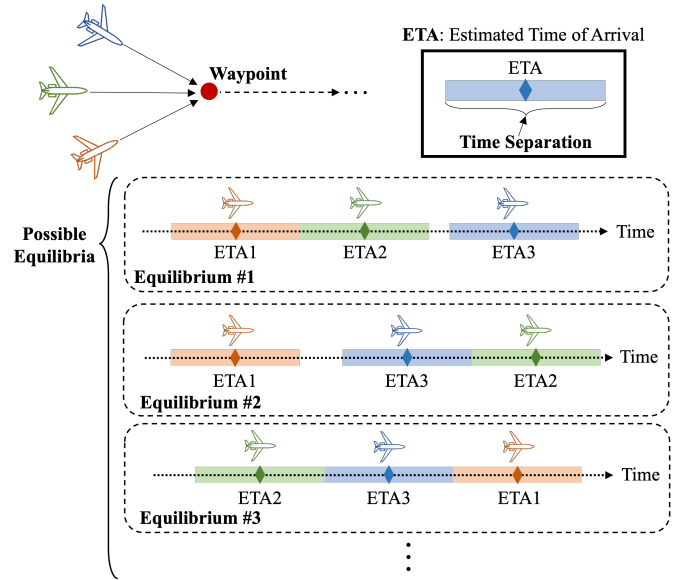 ETA: Estimated Time of Arrival
Waypoint
ETA
Time Separation
Possible
Equilibria
Time
ETA1 ETA2 ETA3
Equilibrium #1
Time
ETA1 ETA3 ETA2
Equilibrium #2
Time
ETA2 ETA3 ETA1
Equilibrium #3